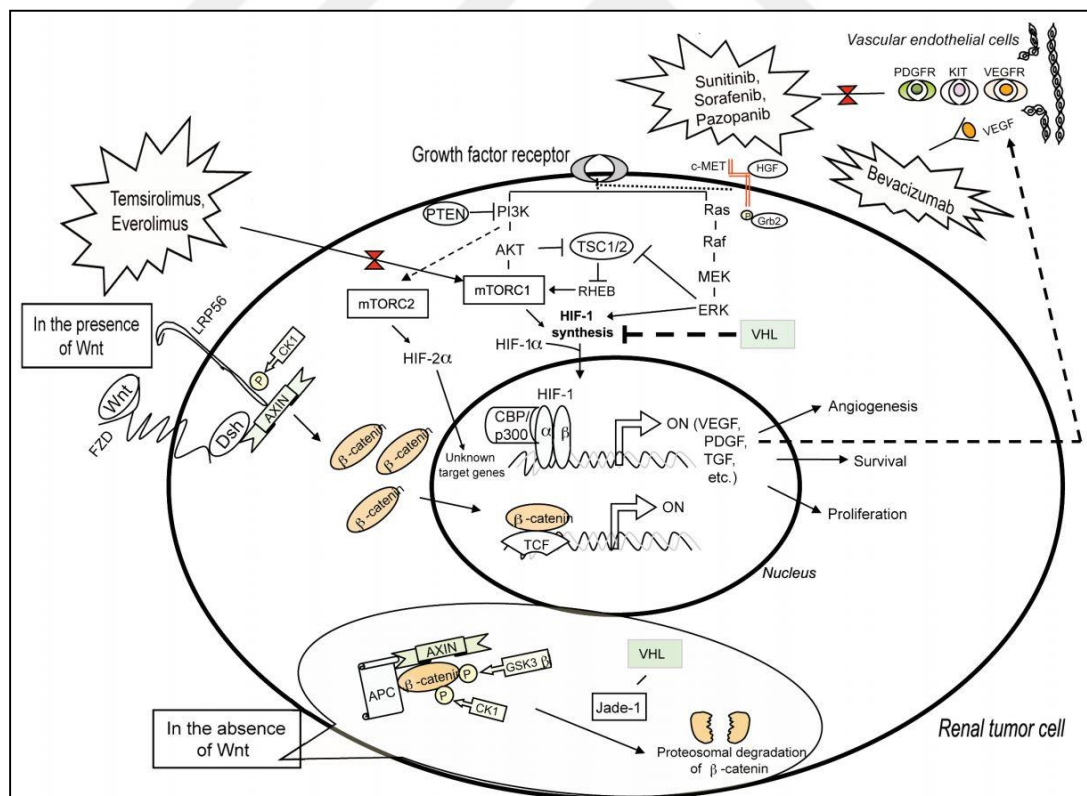 Vascular endothelial cells
PDGFR
KIT
VEGFR
VEGF
Sunitinib,
Sorafenib,
Pazopanib
Bevacizumab
Growth factor receptor
c-MET
HGF
P
Grb2
Temsirolimus,
Everolimus
PTEN
PI3K
AKT
TSC1/2
mTORC1
RHEB
mTORC2
Ras
Raf
MEK
ERK
HIF-1
synthesis
VHL
HIF-1α
HIF-2α
In the presence
of Wnt
LRP56
CK1
P
AXIN
Wnt
FZD
Dsh
β-catenin
β-catenin
β-catenin
Unknown
target genes
HIF-1
CBP/
p300
α
β
ON (VEGF,
PDGF,
TGF,
etc.)
Angiogenesis
Survival
Proliferation
β-catenin
TCF
ON
Nucleus
AXIN
APC
β-catenin
P
GSK3 β
P
CK1
VHL
Jade-1
Proteosomal degradation
of β-catenin
In the absence
of Wnt
Renal tumor cell